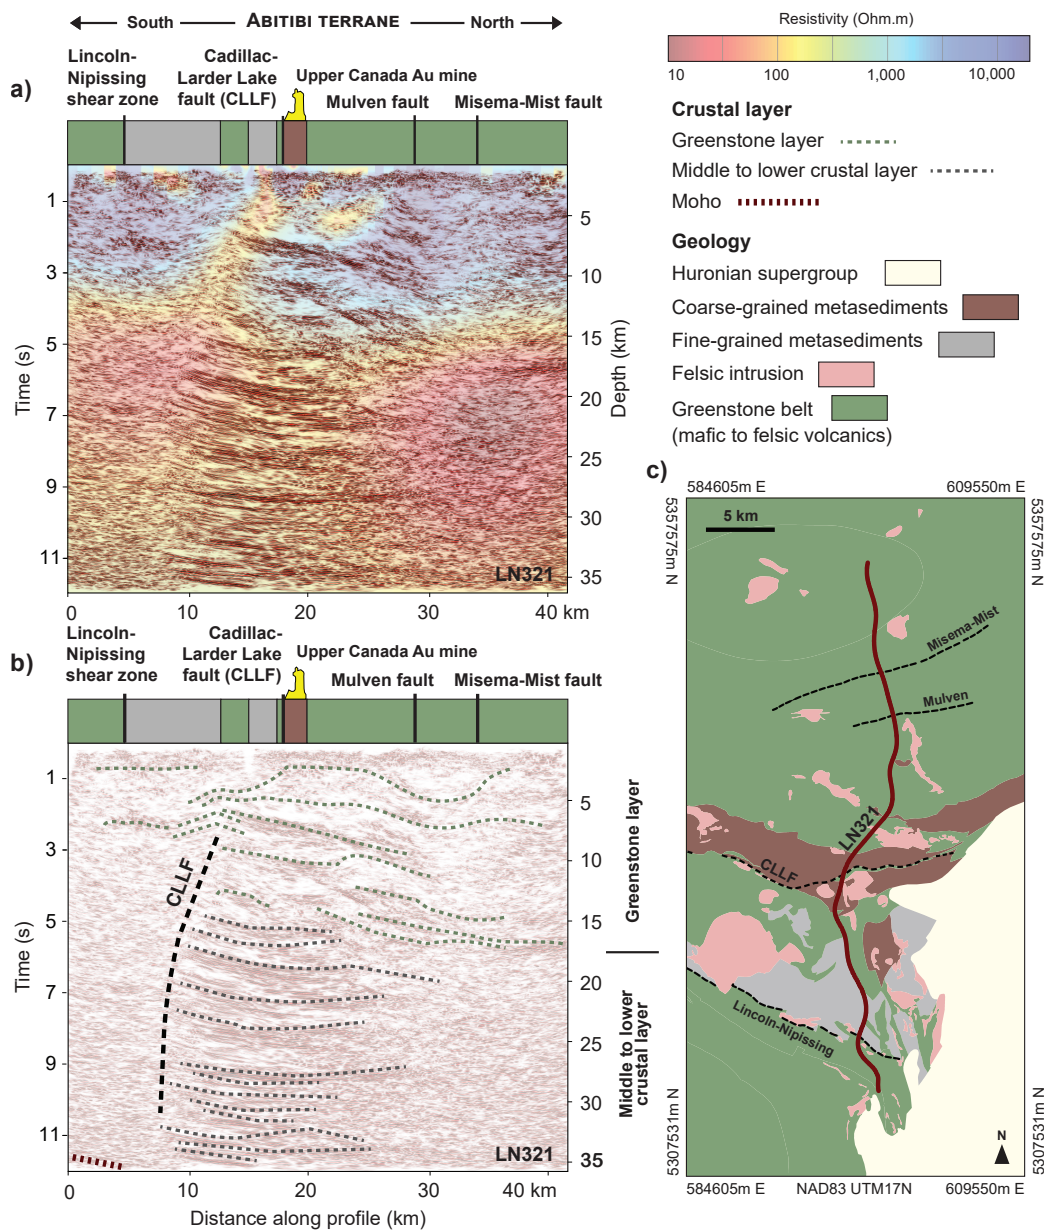 South
ABITIBI TERRANE
North
a)
Lincoln-
Nipissing
shear zone
Cadillac-
Larder Lake
fault (CLLF)
Upper Canada Au mine
Mulven fault
Misema-Mist fault
Time (s)
1
3
5
7
9
11
Depth (km)
5
10
15
20
25
30
35
LN321
0
10
20
30
40 km
b)
Lincoln-
Nipissing
shear zone
Cadillac-
Larder Lake
fault (CLLF)
Upper Canada Au mine
Mulven fault
Misema-Mist fault
Time (s)
1
3
5
7
9
11
CLLF
5
10
15
20
25
30
35
Greenstone layer
Middle to lower
crustal layer
LN321
0
10
20
30
40 km
Distance along profile (km)
Resistivity (Ohm.m)
10
100
1,000
10,000
Crustal layer
Greenstone layer
Middle to lower crustal layer
Moho
Geology
Huronian supergroup
Coarse-grained metasediments
Fine-grained metasediments
Felsic intrusion
Greenstone belt
(mafic to felsic volcanics)
c)
584605m E
609550m E
5357575m N
5357575m N
5 km
Misema-Mist
Mulven
LN321
CLLF
Lincoln-Nipissing
N
5307531m N
5307531m N
584605m E
NAD83 UTM17N
609550m E